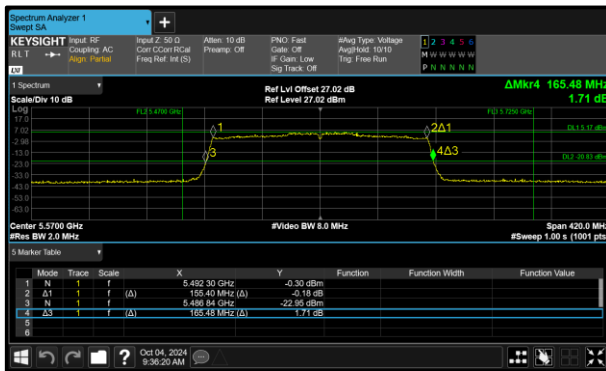 Spectrum Analyzer 1
Swept SA
KEYSIGHT Input: RF Input Z: 50 Ω Atten: 10 dB PNO: Fast #Avg Type: Voltage 1 2 3 4 5 6
RLT Coupling: AC Corr CCorr RCal Preamp: Off Gate: Off Avg|Hold: 10/10 M W W W W W
Align: Partial Freq Ref: Int (S) IF Gain: Low Trig: Free Run P N N N N N
LXI Sig Track: Off
1 Spectrum Ref Lvl Offset 27.02 dB ΔMkr4 165.48 MHz
Scale/Div 10 dB Ref Level 27.02 dBm 1.71 dB
Log
17.0 FL2 5.4700 GHz FL3 5.7250 GHz
7.02 1 2Δ1 DL1 5.17 dBm
-2.98
-13.0 3 4Δ3 DL2 -20.83 dBm
-23.0
-33.0
-43.0
-53.0
-63.0
Center 5.5700 GHz #Video BW 8.0 MHz Span 420.0 MHz
#Res BW 2.0 MHz #Sweep 1.00 s (1001 pts)
5 Marker Table
Mode Trace Scale X Y Function Function Width Function Value
1 N 1 f 5.492 30 GHz -0.30 dBm
2 Δ1 1 f (Δ) 155.40 MHz (Δ) -0.18 dB
3 N 1 f 5.486 84 GHz -22.95 dBm
4 Δ3 1 f (Δ) 165.48 MHz (Δ) 1.71 dB
5
6
? Oct 04, 2024
9:36:20 AM